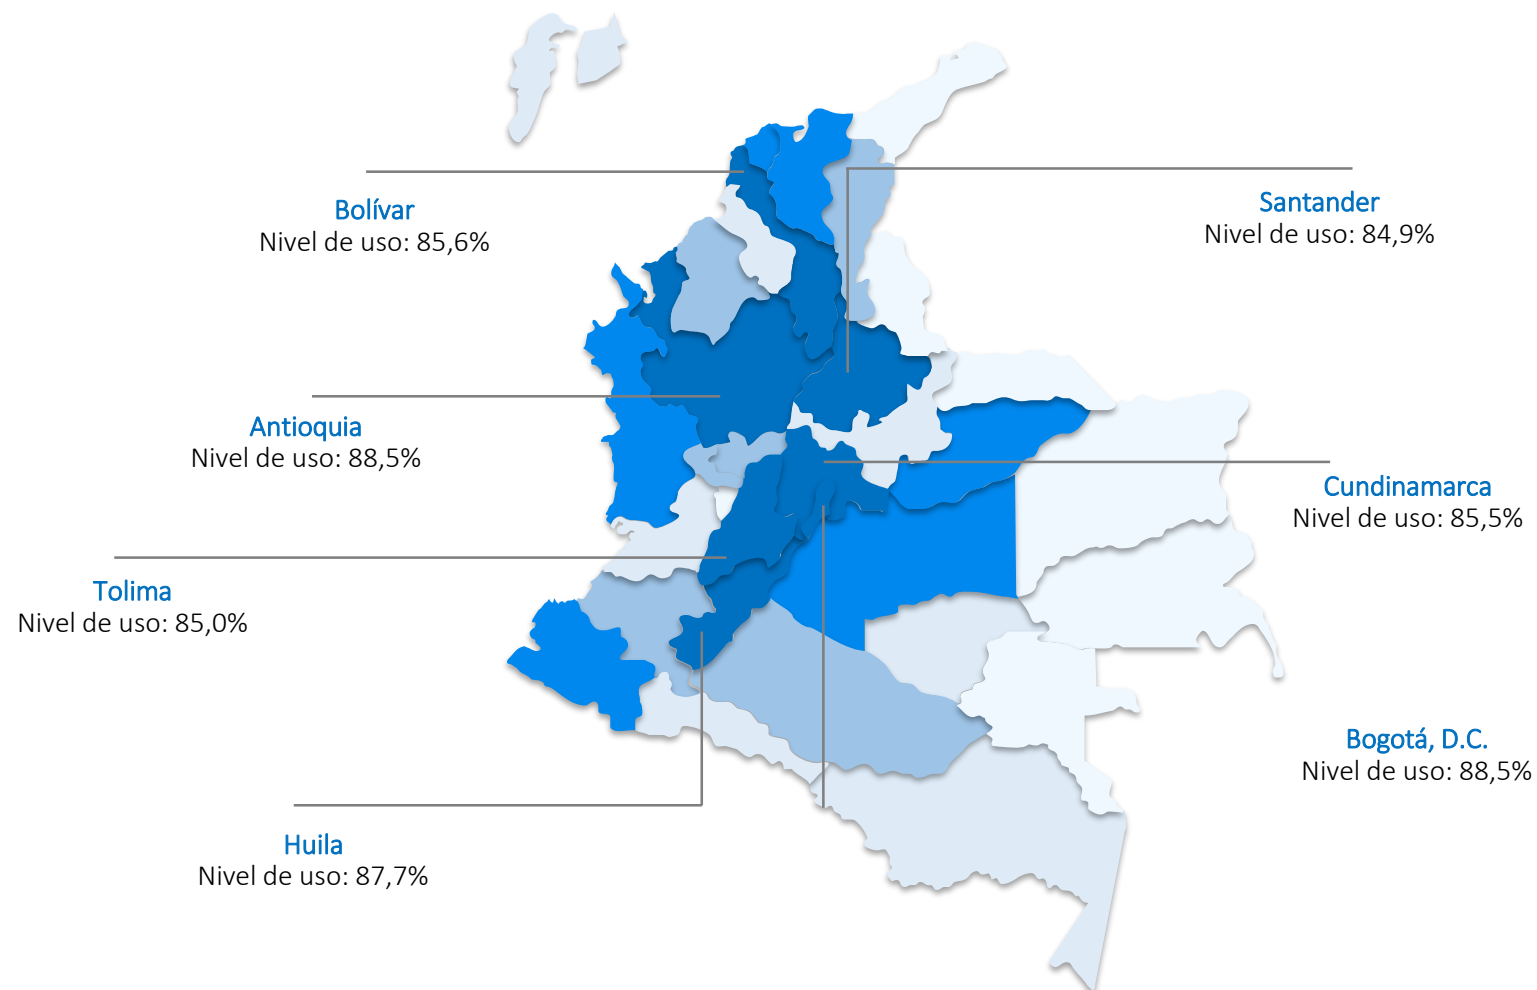 Bolívar
Nivel de uso: 85,6%
Santander
Nivel de uso: 84,9%
Antioquia
Nivel de uso: 88,5%
Cundinamarca
Nivel de uso: 85,5%
Tolima
Nivel de uso: 85,0%
Bogotá, D.C.
Nivel de uso: 88,5%
Huila
Nivel de uso: 87,7%